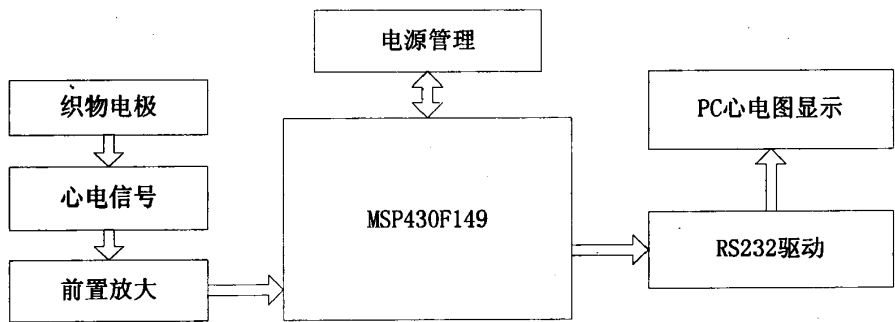 电源管理
织物电极
PC心电图显示
心电信号
MSP430F149
RS232驱动
前置放大